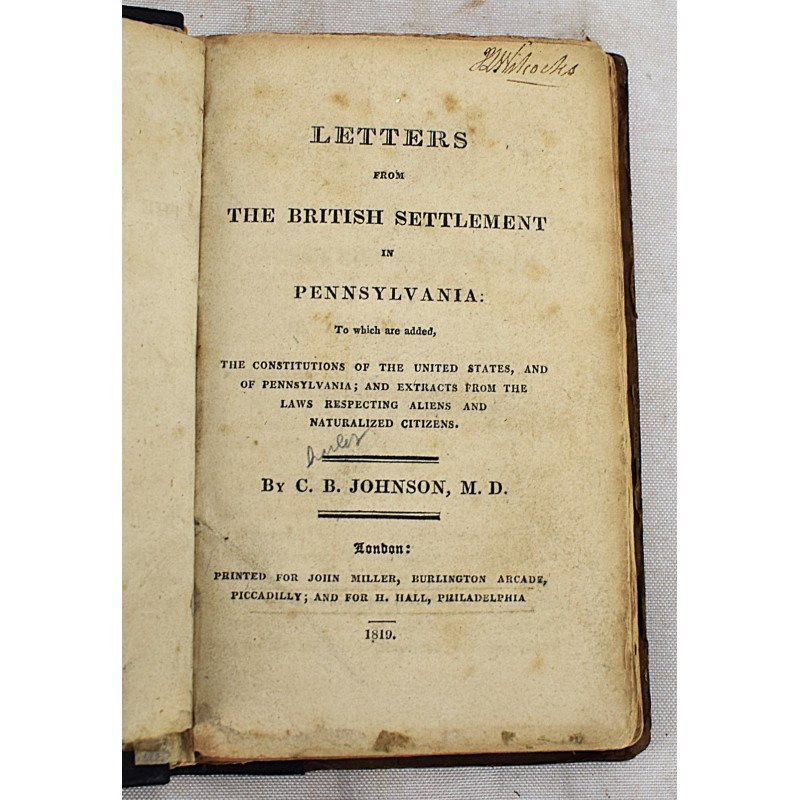 Wilcocks
LETTERS
FROM
THE BRITISH SETTLEMENT
IN
PENNSYLVANIA:
To which are added,
THE CONSTITUTIONS OF THE UNITED STATES, AND
OF PENNSYLVANIA; AND EXTRACTS FROM THE
LAWS RESPECTING ALIENS AND
NATURALIZED CITIZENS.
harles
BY C. B. JOHNSON, M. D.
London:
PRINTED FOR JOHN MILLER, BURLINGTON ARCADE,
PICCADILLY; AND FOR H. HALL, PHILADELPHIA
1819.